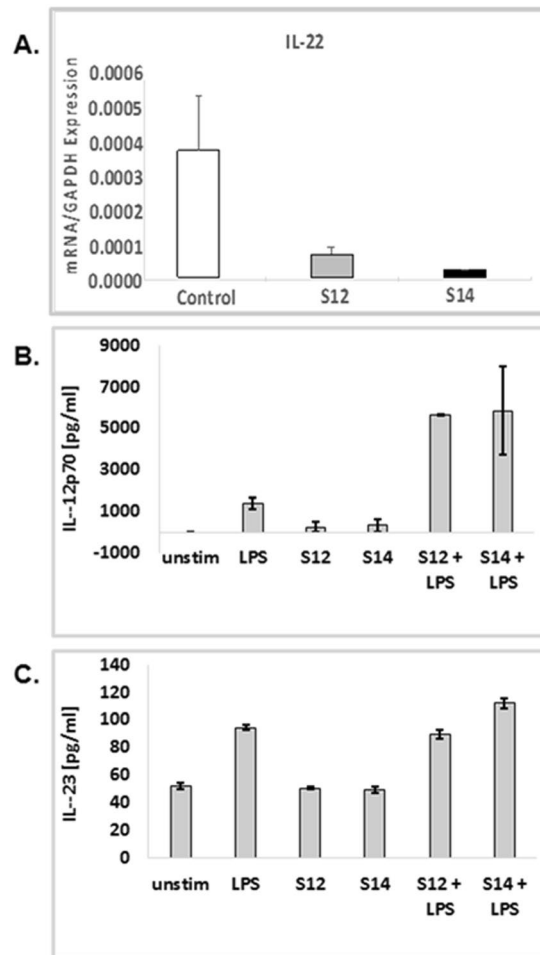 A.
IL-22
mRNA/GAPDH Expression
0.0006
0.0005
0.0004
0.0003
0.0002
0.0001
0.0000
Control S12 S14
B.
IL--12p70 [pg/ml]
9000
7000
5000
3000
1000
-1000
unstim LPS S12 S14 S12 + S14 +
LPS LPS
C.
IL--23 [pg/ml]
140
120
100
80
60
40
20
0
unstim LPS S12 S14 S12 + S14 +
LPS LPS